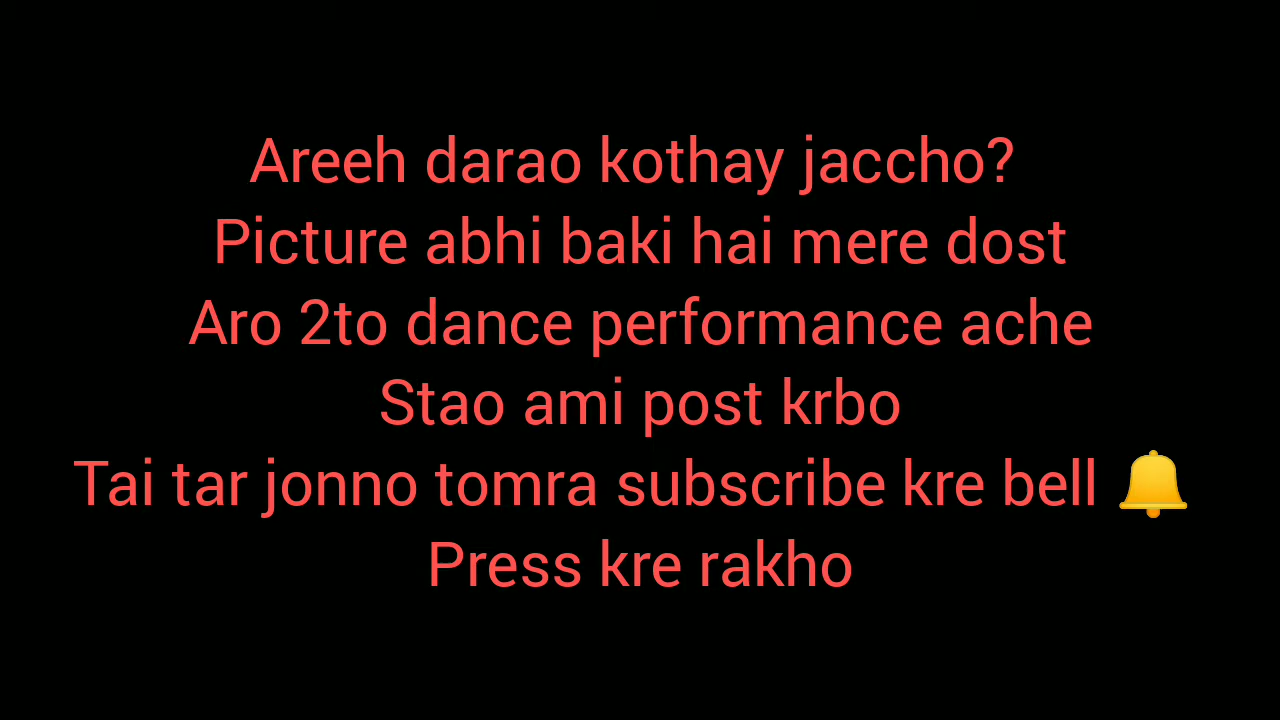 Areeh darao kothay jaccho?
Picture abhi baki hai mere dost
Aro 2to dance performance ache
Stao ami post krbo
Tai tar jonno tomra subscribe kre bell 🔔
Press kre rakho